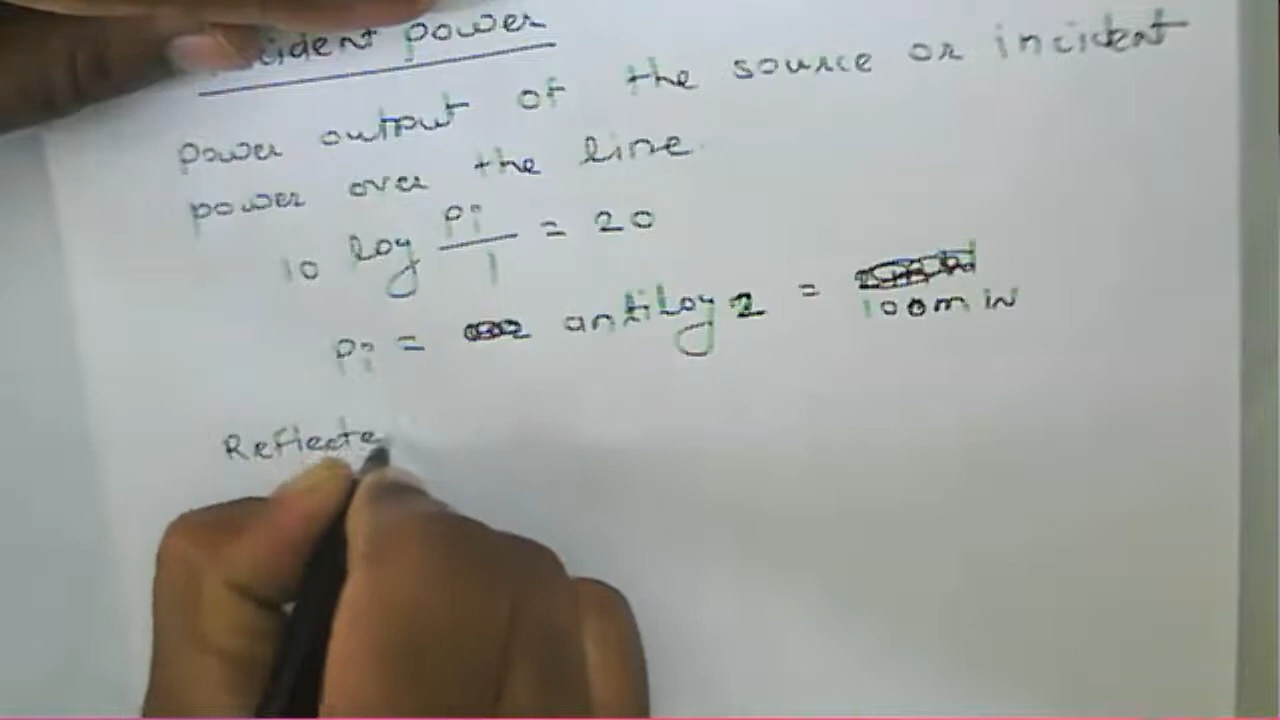 cident power
power output of the source or incident
power over the line.
10 log Pi/1 = 20
Pi = antilog 2 = 100mW
Reflecte